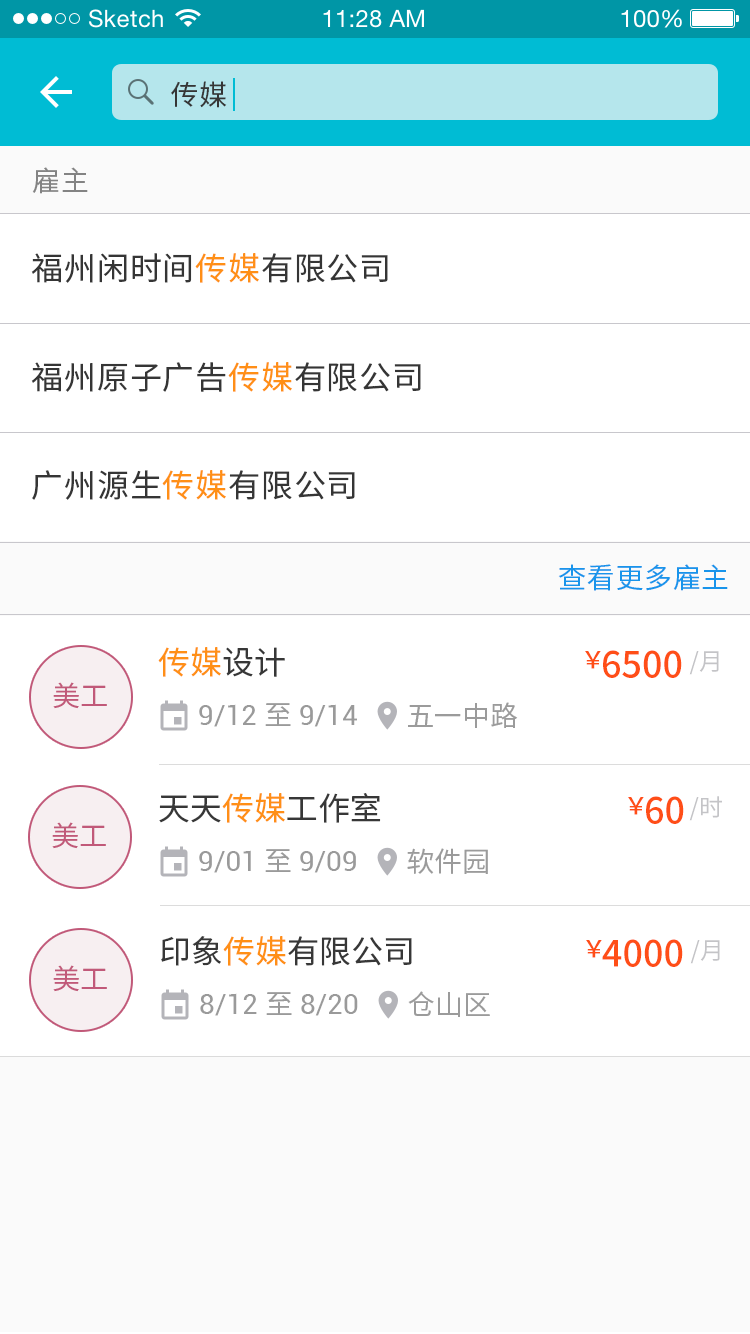 Sketch 11:28 AM 100%
传媒
雇主
福州闲时间传媒有限公司
福州原子广告传媒有限公司
广州源生传媒有限公司
查看更多雇主
美工 传媒设计 ¥6500 /月
9/12 至 9/14 五一中路
美工 天天传媒工作室 ¥60 /时
9/01 至 9/09 软件园
美工 印象传媒有限公司 ¥4000 /月
8/12 至 8/20 仓山区